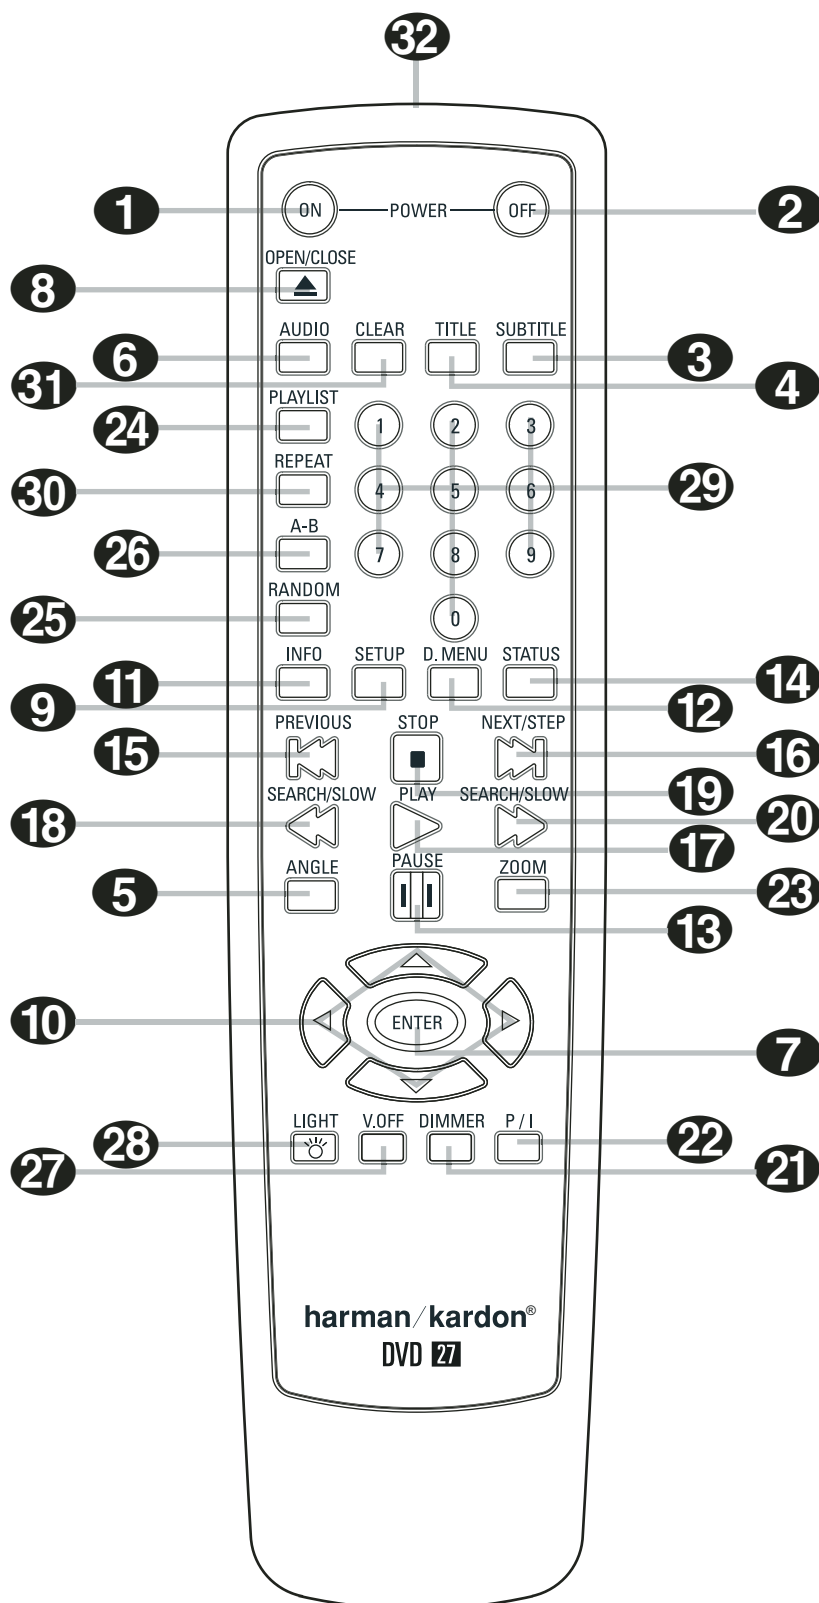 32
1 ON POWER OFF 2
OPEN/CLOSE
8
AUDIO CLEAR TITLE SUBTITLE
6 3
31 4
PLAYLIST
24 1 2 3
REPEAT
30 4 5 6 29
A-B
26 7 8 9
RANDOM
25 0
INFO SETUP D. MENU STATUS
11 14
9 12
PREVIOUS STOP NEXT/STEP
15 16
19
SEARCH/SLOW PLAY SEARCH/SLOW
18 20
17
ANGLE PAUSE ZOOM
5 23
13
10 ENTER
7
LIGHT V.OFF DIMMER P / I
28 22
27 21
harman/kardon®
DVD 27